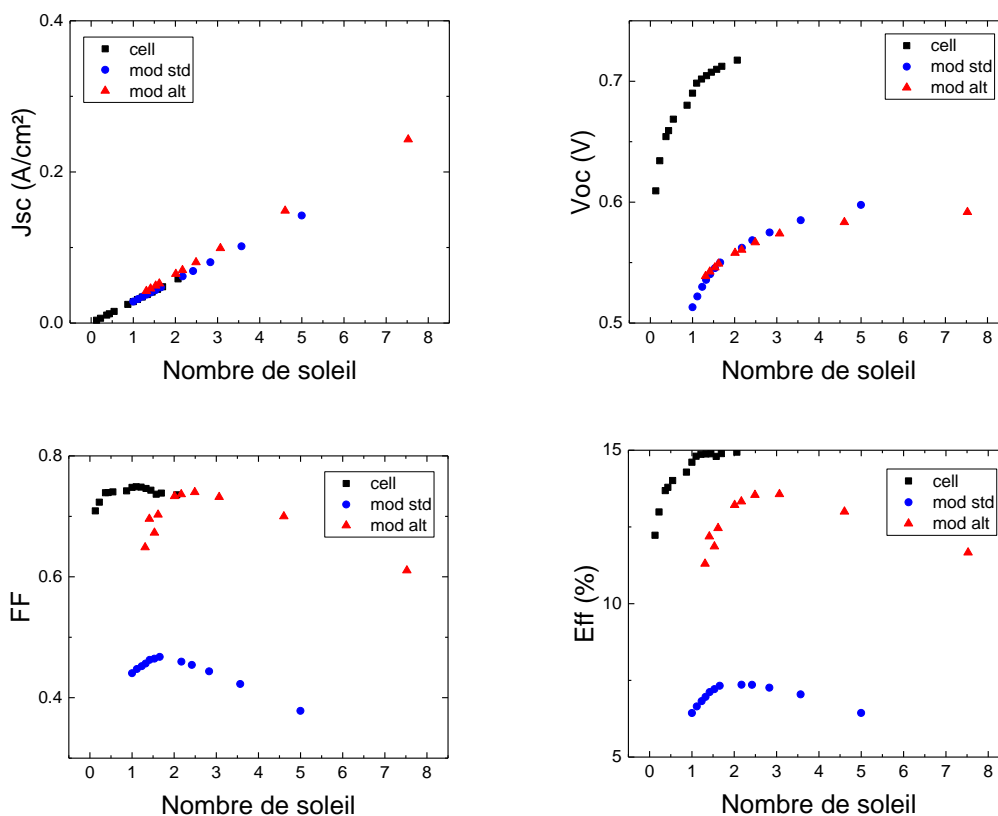 0.4
0.2
0.0
Jsc (A/cm²)
cell
mod std
mod alt
0 1 2 3 4 5 6 7 8
Nombre de soleil
0.7
0.6
0.5
Voc (V)
cell
mod std
mod alt
0 1 2 3 4 5 6 7 8
Nombre de soleil
0.8
0.6
0.4
FF
cell
mod std
mod alt
0 1 2 3 4 5 6 7 8
Nombre de soleil
15
10
5
Eff (%)
cell
mod std
mod alt
0 1 2 3 4 5 6 7 8
Nombre de soleil